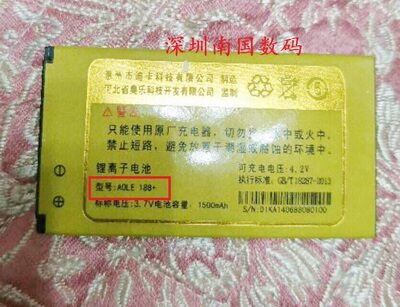 深圳南国数码
泉州市迪卡科技有限公司 制造
河北省奥乐科技开发有限公司 监制
只能使用原厂充电器,切勿投入水中或火中。
禁止短路,避免放置于潮湿或腐蚀的环境中.
锂离子电池
可充电电压:4.2V
型号:AOLE 188+
执行标准:GB/T18287-2013
标称电压:3.7V电池容量: 1500mAh
S/N:01KA140688080100